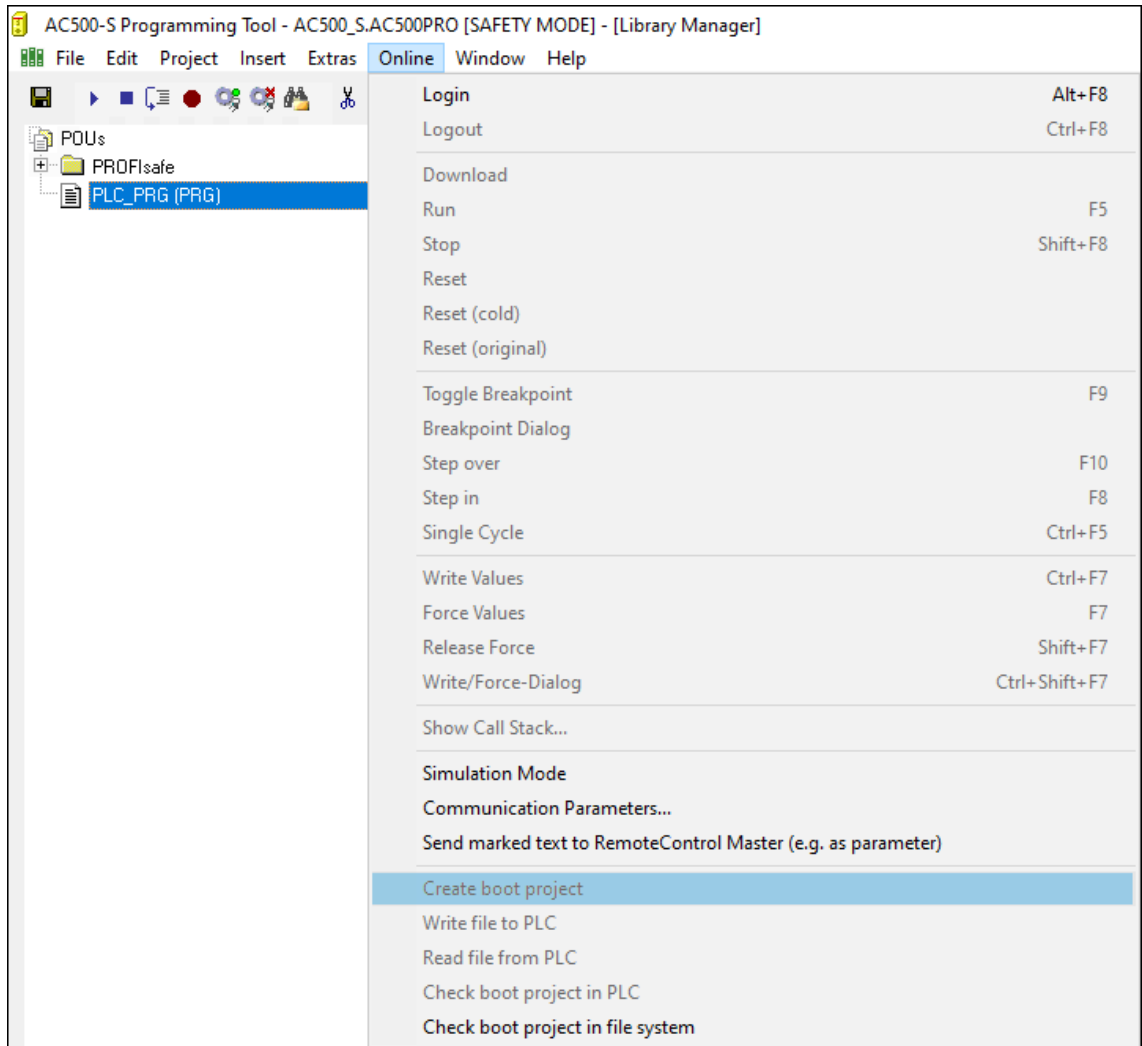 AC500-S Programming Tool - AC500_S.AC500PRO [SAFETY MODE] - [Library Manager]
File Edit Project Insert Extras Online Window Help
POUs
PROFIsafe
PLC_PRG (PRG)
Login Alt+F8
Logout Ctrl+F8
Download
Run F5
Stop Shift+F8
Reset
Reset (cold)
Reset (original)
Toggle Breakpoint F9
Breakpoint Dialog
Step over F10
Step in F8
Single Cycle Ctrl+F5
Write Values Ctrl+F7
Force Values F7
Release Force Shift+F7
Write/Force-Dialog Ctrl+Shift+F7
Show Call Stack...
Simulation Mode
Communication Parameters...
Send marked text to RemoteControl Master (e.g. as parameter)
Create boot project
Write file to PLC
Read file from PLC
Check boot project in PLC
Check boot project in file system